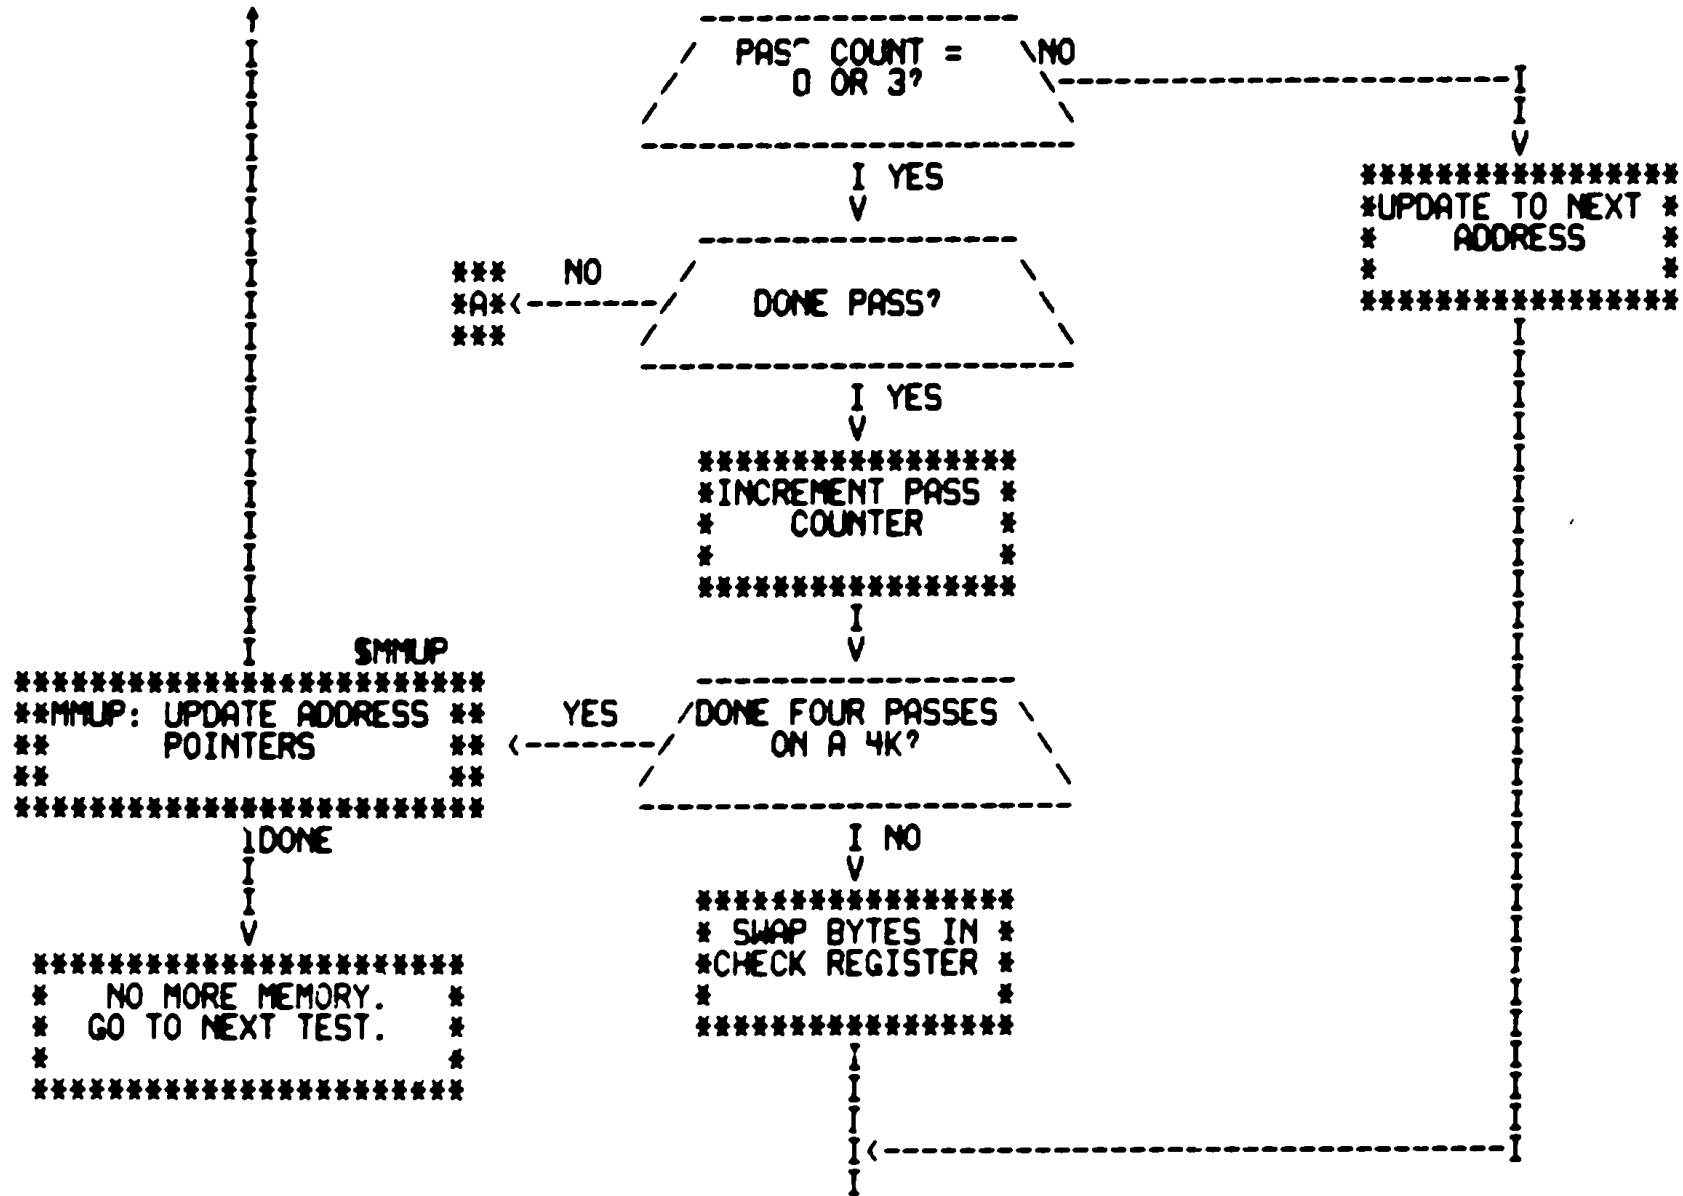 PASS COUNT =
0 OR 3?
NO
YES
UPDATE TO NEXT
ADDRESS
NO
A
DONE PASS?
YES
INCREMENT PASS
COUNTER
$MMUP
MMUP: UPDATE ADDRESS
POINTERS
YES
DONE FOUR PASSES
ON A 4K?
DONE
NO
SWAP BYTES IN
CHECK REGISTER
NO MORE MEMORY.
GO TO NEXT TEST.